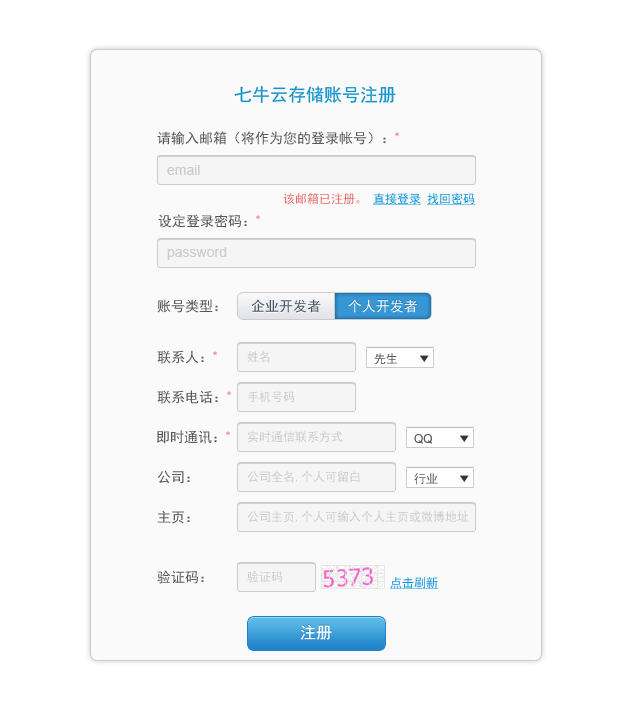 七牛云存储账号注册
请输入邮箱（将作为您的登录帐号）：*
email
该邮箱已注册。 直接登录 找回密码
设定登录密码：*
password
账号类型： 企业开发者 个人开发者
联系人：* 姓名 先生
联系电话：* 手机号码
即时通讯：* 实时通信联系方式 QQ
公司： 公司全名,个人可留白 行业
主页： 公司主页,个人可输入个人主页或微博地址
验证码： 验证码 5373 点击刷新
注册